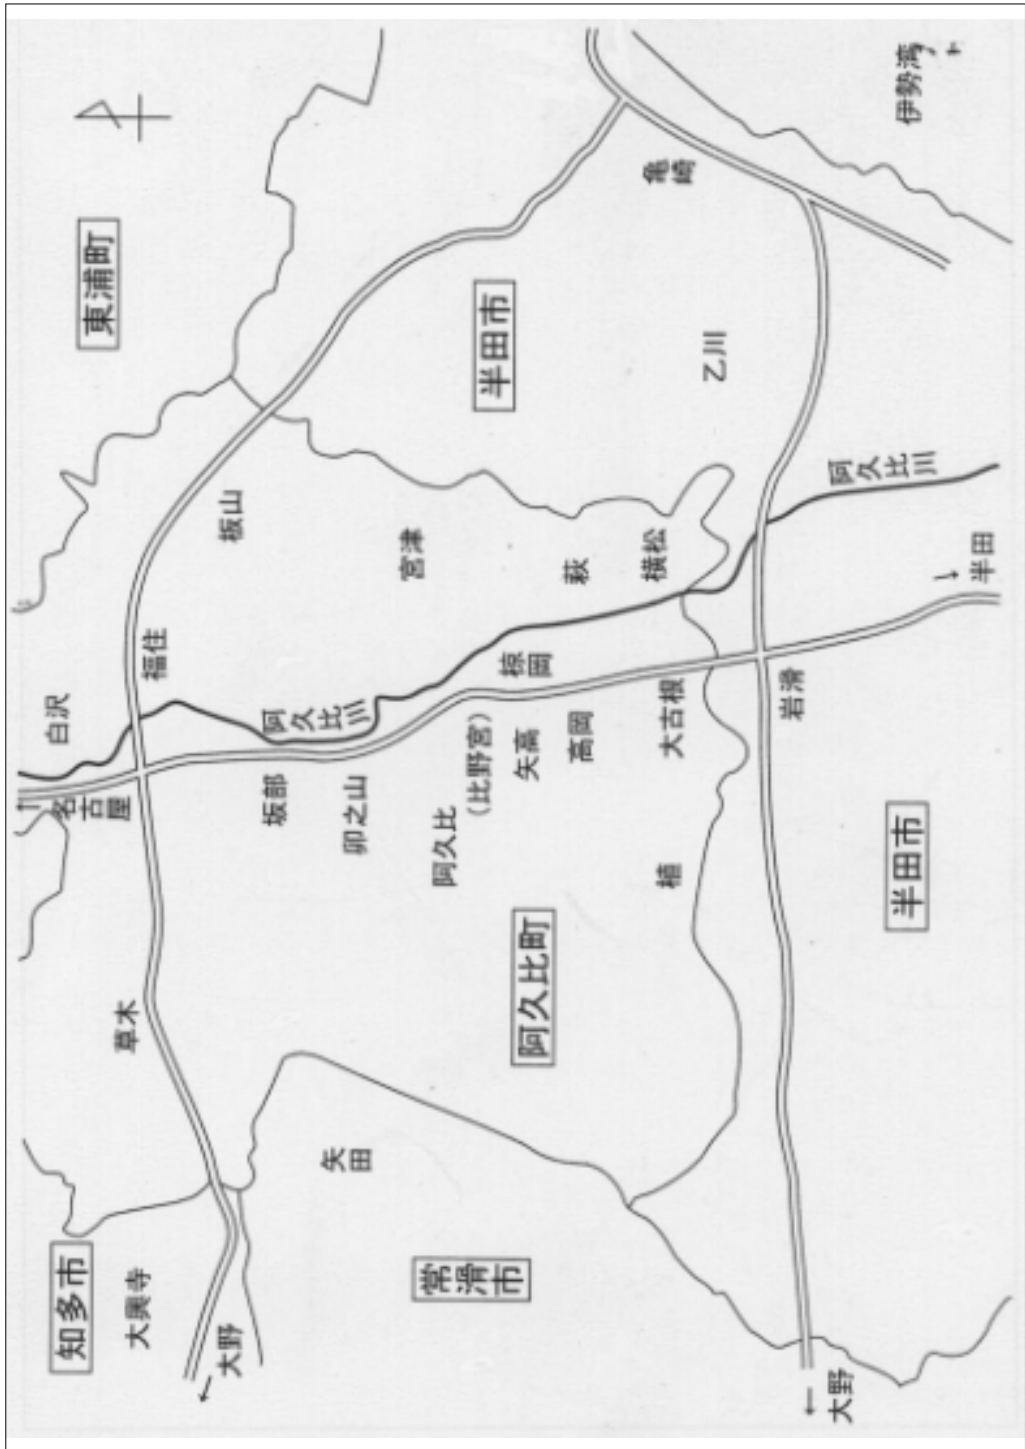 知多市
大興寺
大野
草木
名古屋
白沢
福住
東浦町
板山
坂部
阿久比川
卯之山
矢田
常滑市
阿久比
(比野宮)
矢高
椋岡
高岡
宮津
半田市
阿久比町
植
大古根
萩
横松
亀崎
乙川
岩滑
阿久比川
大野
半田市
半田
伊勢湾